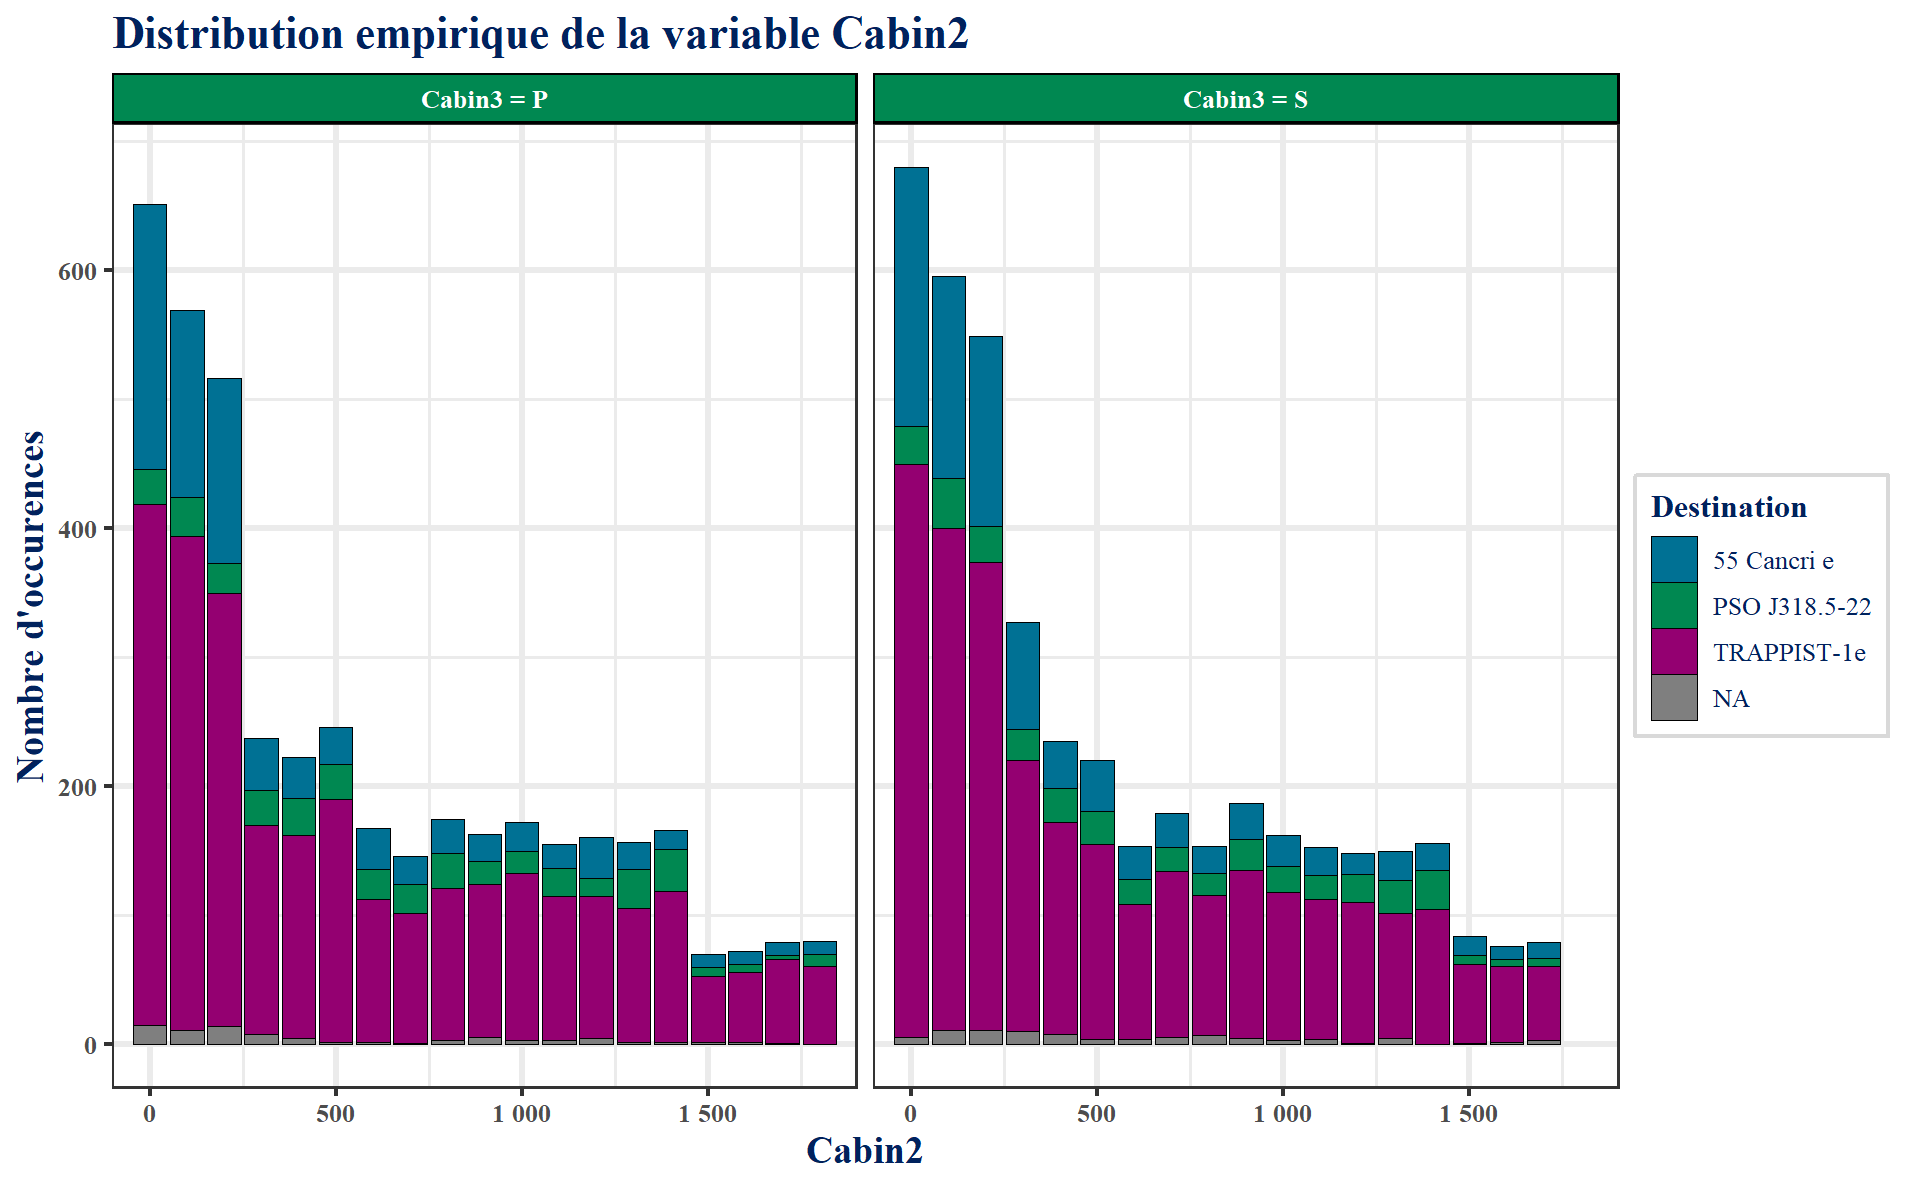 Distribution empirique de la variable Cabin2
Cabin3 = P
Cabin3 = S
Nombre d'occurences
600
400
200
0
0
500
1 000
1 500
0
500
1 000
1 500
Cabin2
Destination
55 Cancri e
PSO J318.5-22
TRAPPIST-1e
NA